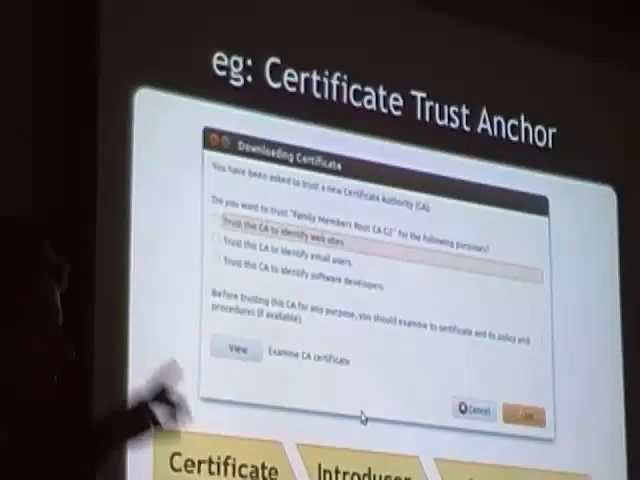 eg: Certificate Trust Anchor
Downloading Certificate
You have been asked to trust a new Certificate Authority (CA).
Do you want to trust "Family Members Root CA G2" for the following purposes?
Trust this CA to identify web sites.
Trust this CA to identify email users.
Trust this CA to identify software developers.
Before trusting this CA for any purpose, you should examine its certificate and its policy and
procedures (if available).
View Examine CA certificate
Cancel
Certificate